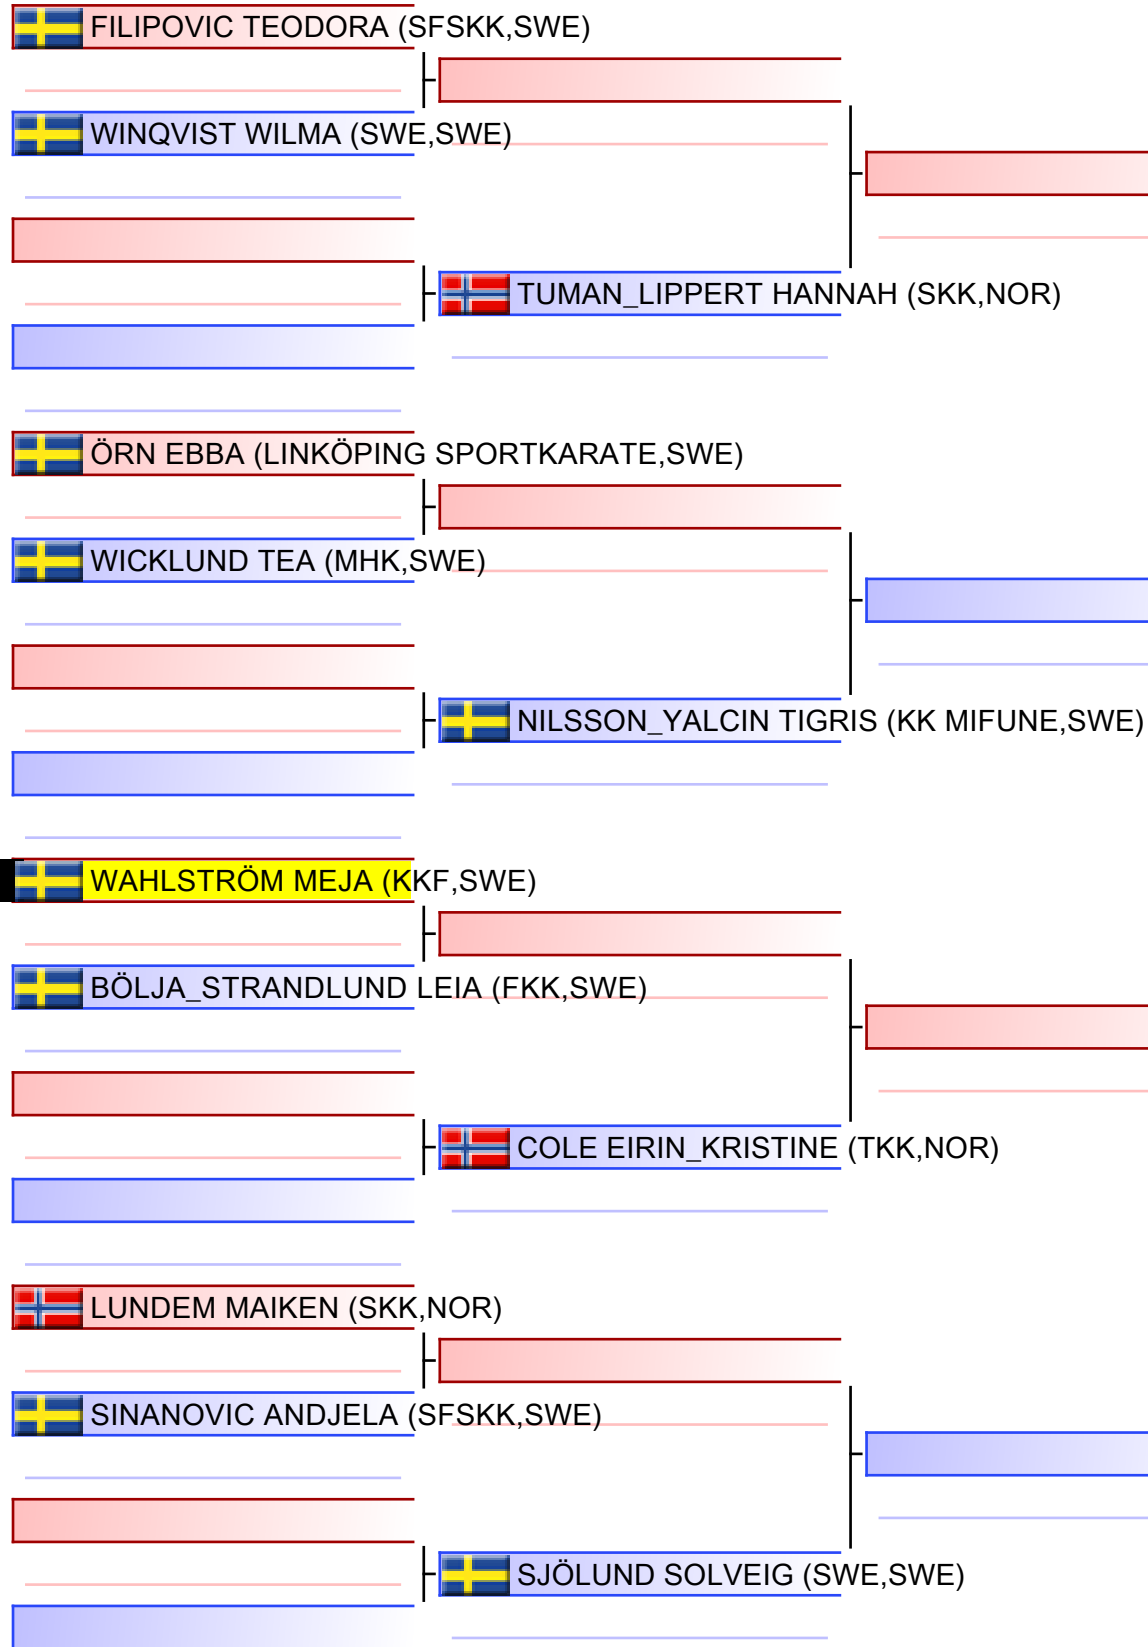 FILIPOVIC TEODORA (SFSKK,SWE)
WINQVIST WILMA (SWE,SWE)
TUMAN_LIPPERT HANNAH (SKK,NOR)
ÖRN EBBA (LINKÖPING SPORTKARATE,SWE)
WICKLUND TEA (MHK,SWE)
NILSSON_YALCIN TIGRIS (KK MIFUNE,SWE)
WAHLSTRÖM MEJA (KKF,SWE)
BÖLJA_STRANDLUND LEIA (FKK,SWE)
COLE EIRIN_KRISTINE (TKK,NOR)
LUNDEM MAIKEN (SKK,NOR)
SINANOVIC ANDJELA (SFSKK,SWE)
SJÖLUND SOLVEIG (SWE,SWE)